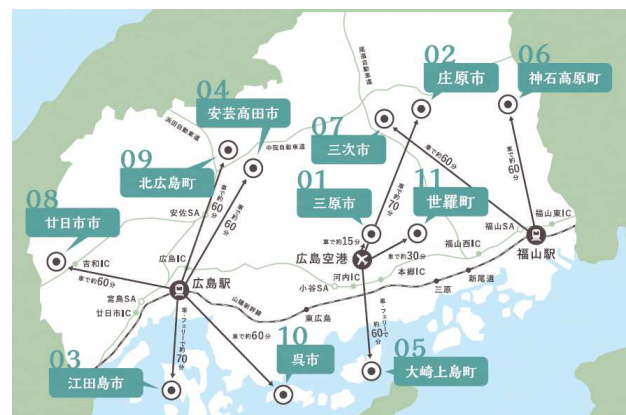 尾道自動車道
02
庄原市
06
神石高原町
04
安芸高田市
浜田自動車道
中国自動車道
07
三次市
09
北広島町
車で約60分
車で約60分
車で約60分
車で約60分
車で約70分
01
三原市
11
世羅町
08
廿日市市
安佐SA
車で約15分
福山SA
福山東IC
吉和IC
広島IC
広島空港
車で約30分
福山西IC
福山駅
車で約60分
広島駅
河内IC
本郷IC
新尾道
宮島SA
小谷SA
三原
廿日市IC
山陽新幹線
東広島
車・フェリーで約70分
車で約60分
車・フェリーで約60分
03
江田島市
10
呉市
05
大崎上島町